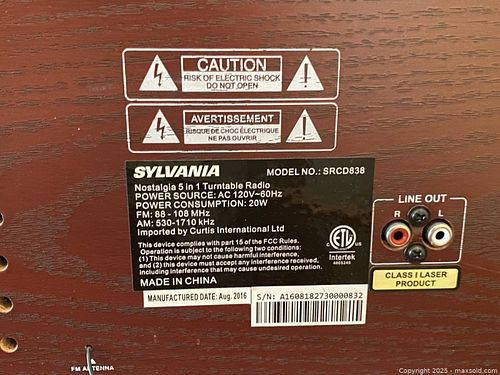 CAUTION
RISK OF ELECTRIC SHOCK
DO NOT OPEN
AVERTISSEMENT
RISQUE DE CHOC ÉLECTRIQUE
NE PAS OUVRIR
SYLVANIA
MODEL NO.: SRCD838
Nostalgia 5 in 1 Turntable Radio
POWER SOURCE: AC 120V~60Hz
POWER CONSUMPTION: 20W
FM: 88 - 108 MHz
AM: 530-1710 kHz
Imported by Curtis International Ltd
This device complies with part 15 of the FCC Rules.
Operation is subject to the following two conditions:
(1) This device may not cause harmful interference,
and (2) this device must accept any interference received,
including interference that may cause undesired operation.
MADE IN CHINA
ETL
Intertek
4005248
MANUFACTURED DATE: Aug. 2016
S/N: A1608182730000832
LINE OUT
R L
CLASS I LASER
PRODUCT
FM ANTENNA
Copyright © 2025 - maxsold.com